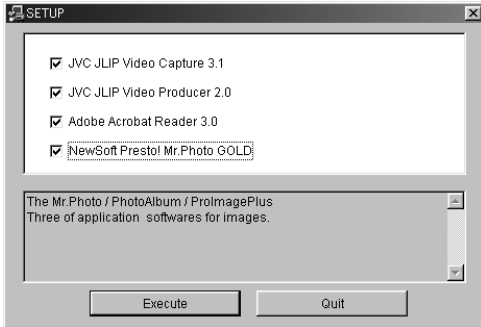 SETUP
JVC JLIP Video Capture 3.1
JVC JLIP Video Producer 2.0
Adobe Acrobat Reader 3.0
NewSoft Presto! Mr.Photo GOLD
The Mr.Photo / PhotoAlbum / ProImagePlus
Three of application softwares for images.
Execute
Quit